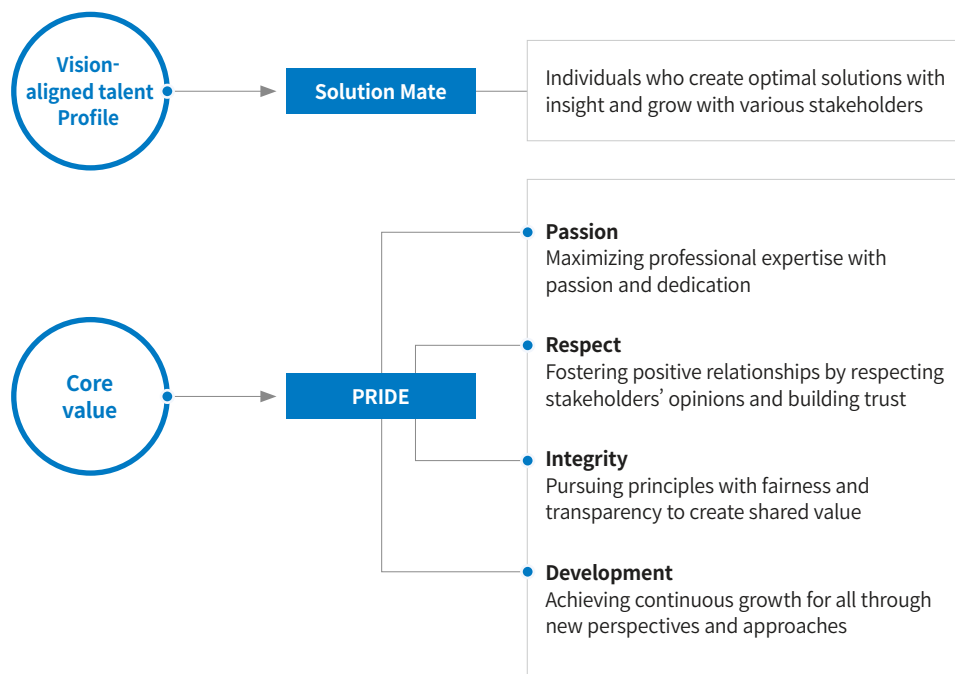 Vision-
aligned talent
Profile
Solution Mate
Individuals who create optimal solutions with
insight and grow with various stakeholders
Core
value
PRIDE
Passion
Maximizing professional expertise with
passion and dedication
Respect
Fostering positive relationships by respecting
stakeholders’ opinions and building trust
Integrity
Pursuing principles with fairness and
transparency to create shared value
Development
Achieving continuous growth for all through
new perspectives and approaches